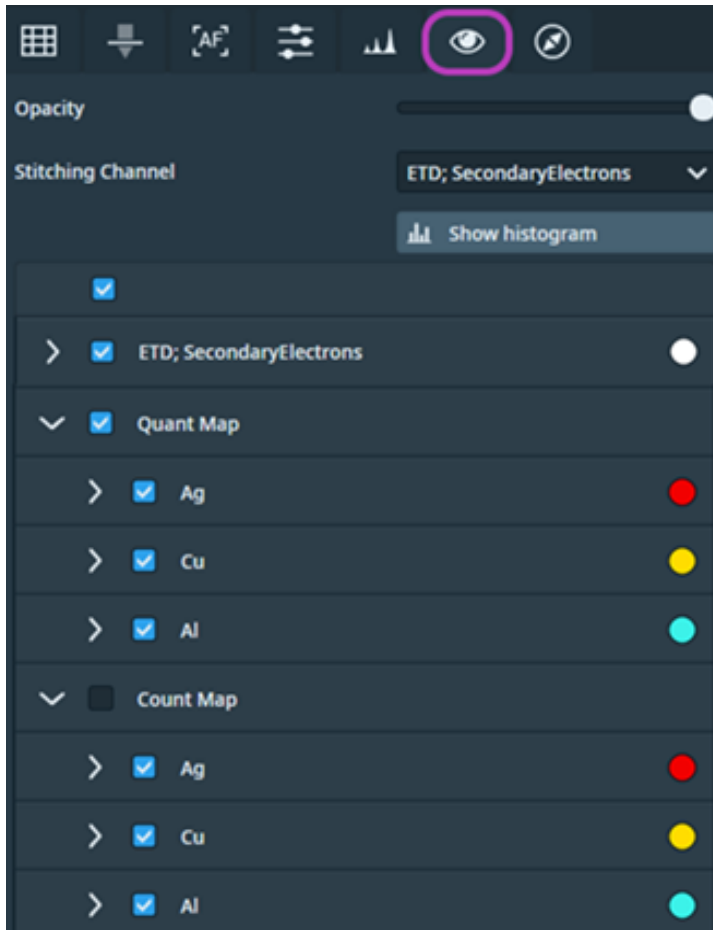 [AF]
Opacity
Stitching Channel
ETD; SecondaryElectrons
Show histogram
ETD; SecondaryElectrons
Quant Map
Ag
Cu
Al
Count Map
Ag
Cu
Al